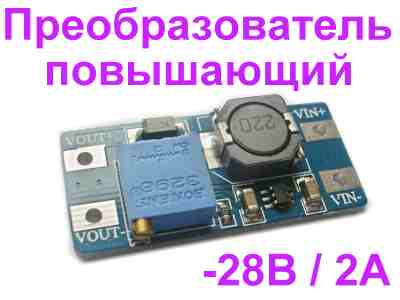 Преобразователь
повышающий
VOUT+
220
VIN+
3296
VOUT-
VIN-
-28В / 2А